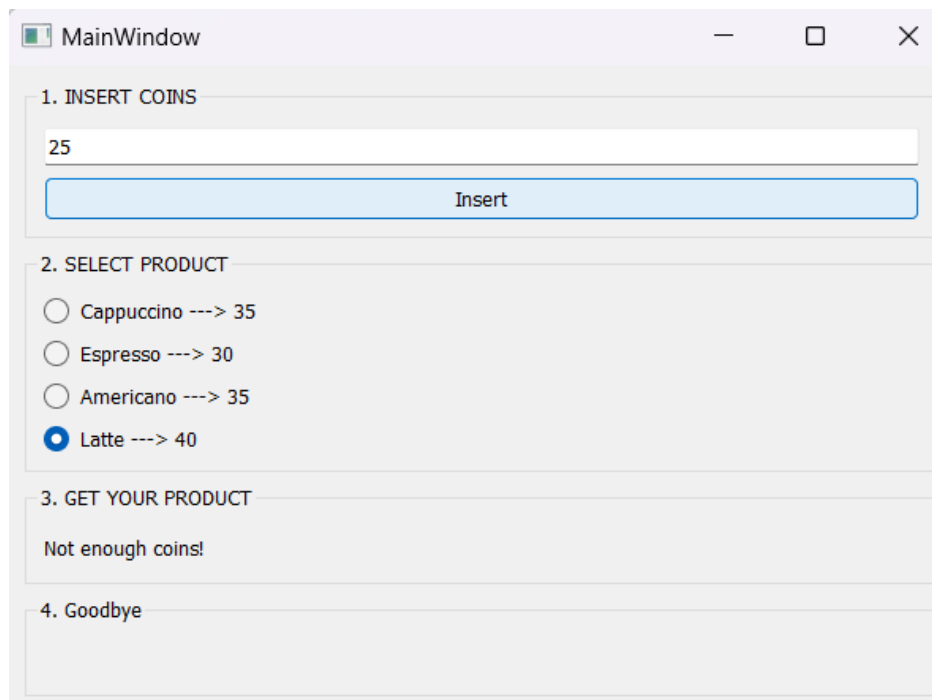 MainWindow
1. INSERT COINS
25
Insert
2. SELECT PRODUCT
Cappuccino ---> 35
Espresso ---> 30
Americano ---> 35
Latte ---> 40
3. GET YOUR PRODUCT
Not enough coins!
4. Goodbye